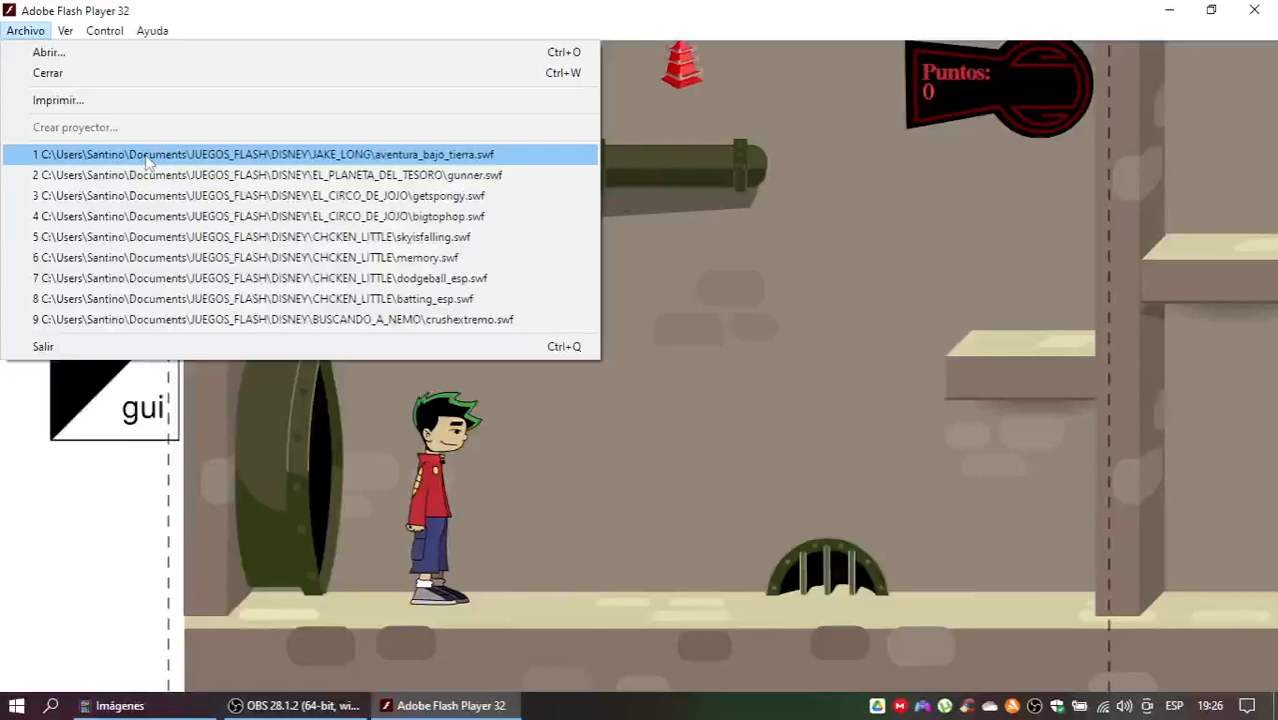 Adobe Flash Player 32
Archivo Ver Control Ayuda
Abrir... Ctrl+O
Cerrar Ctrl+W
Imprimir...
Crear proyector...
1 C:\Users\Santino\Documents\JUEGOS_FLASH\DISNEY\JAKE_LONG\aventura_bajo_tierra.swf
2 C:\Users\Santino\Documents\JUEGOS_FLASH\DISNEY\EL_PLANETA_DEL_TESORO\gunner.swf
3 C:\Users\Santino\Documents\JUEGOS_FLASH\DISNEY\EL_CIRCO_DE_JOJO\getspongy.swf
4 C:\Users\Santino\Documents\JUEGOS_FLASH\DISNEY\EL_CIRCO_DE_JOJO\bigtophop.swf
5 C:\Users\Santino\Documents\JUEGOS_FLASH\DISNEY\CHCKEN_LITTLE\skyisfalling.swf
6 C:\Users\Santino\Documents\JUEGOS_FLASH\DISNEY\CHCKEN_LITTLE\memory.swf
7 C:\Users\Santino\Documents\JUEGOS_FLASH\DISNEY\CHCKEN_LITTLE\dodgeball_esp.swf
8 C:\Users\Santino\Documents\JUEGOS_FLASH\DISNEY\CHCKEN_LITTLE\batting_esp.swf
9 C:\Users\Santino\Documents\JUEGOS_FLASH\DISNEY\BUSCANDO_A_NEMO\crushextremo.swf
Salir Ctrl+Q
Puntos:
0
gui
Imágenes
OBS 28.1.2 (64-bit, wi...
Adobe Flash Player 32
ESP
19:26